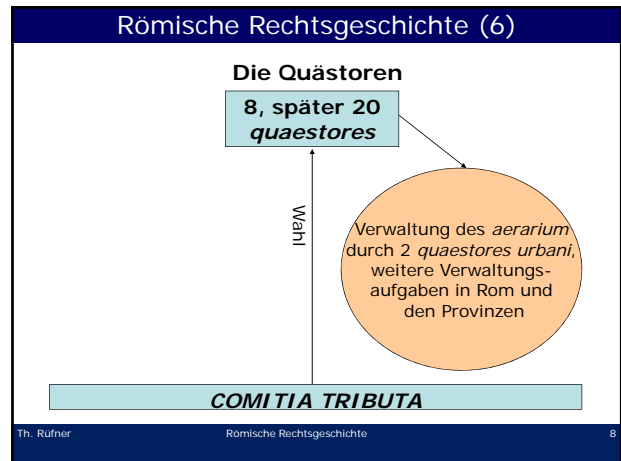 Römische Rechtsgeschichte (6)
Die Quästoren
8, später 20
quaestores
Wahl
Verwaltung des aerarium
durch 2 quaestores urbani,
weitere Verwaltungs-
aufgaben in Rom und
den Provinzen
COMITIA TRIBUTA
Th. Rüfner
Römische Rechtsgeschichte
8